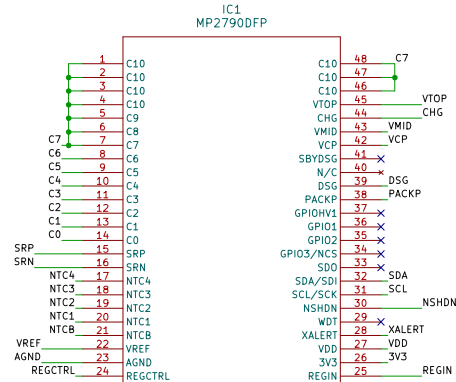 IC1
MP2790DFP
1 C10 C10 48 C7
2 C10 C10 47
3 C10 C10 46
4 C10 VTOP 45 VTOP
5 C9 CHG 44 CHG
6 C8 VMID 43 VMID
C7 7 C7 VCP 42 VCP
C6 8 C6 SBYDSG 41
C5 9 C5 N/C 40
C4 10 C4 DSG 39 DSG
C3 11 C3 PACKP 38 PACKP
C2 12 C2 GPIOHV1 37
C1 13 C1 GPIO1 36
C0 14 C0 GPIO2 35
SRP 15 SRP GPIO3/NCS 34
SRN 16 SRN SDO 33
NTC4 17 NTC4 SDA/SDI 32 SDA
NTC3 18 NTC3 SCL/SCK 31 SCL
NTC2 19 NTC2 NSHDN 30 NSHDN
NTC1 20 NTC1 WDT 29
NTCB 21 NTCB XALERT 28 XALERT
VREF 22 VREF VDD 27 VDD
AGND 23 AGND 3V3 26 3V3
REGCTRL 24 REGCTRL REGIN 25 REGIN